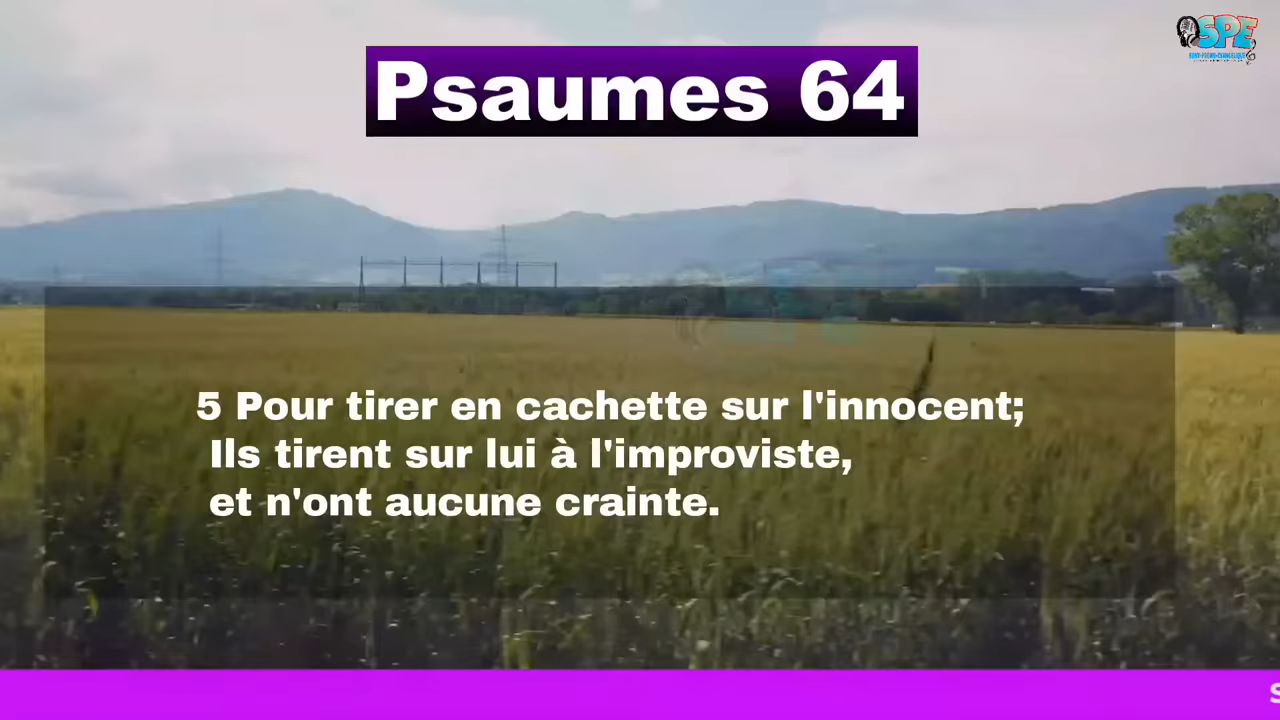 SPE
Psaumes 64
5 Pour tirer en cachette sur l'innocent;
Ils tirent sur lui à l'improviste,
et n'ont aucune crainte.
S